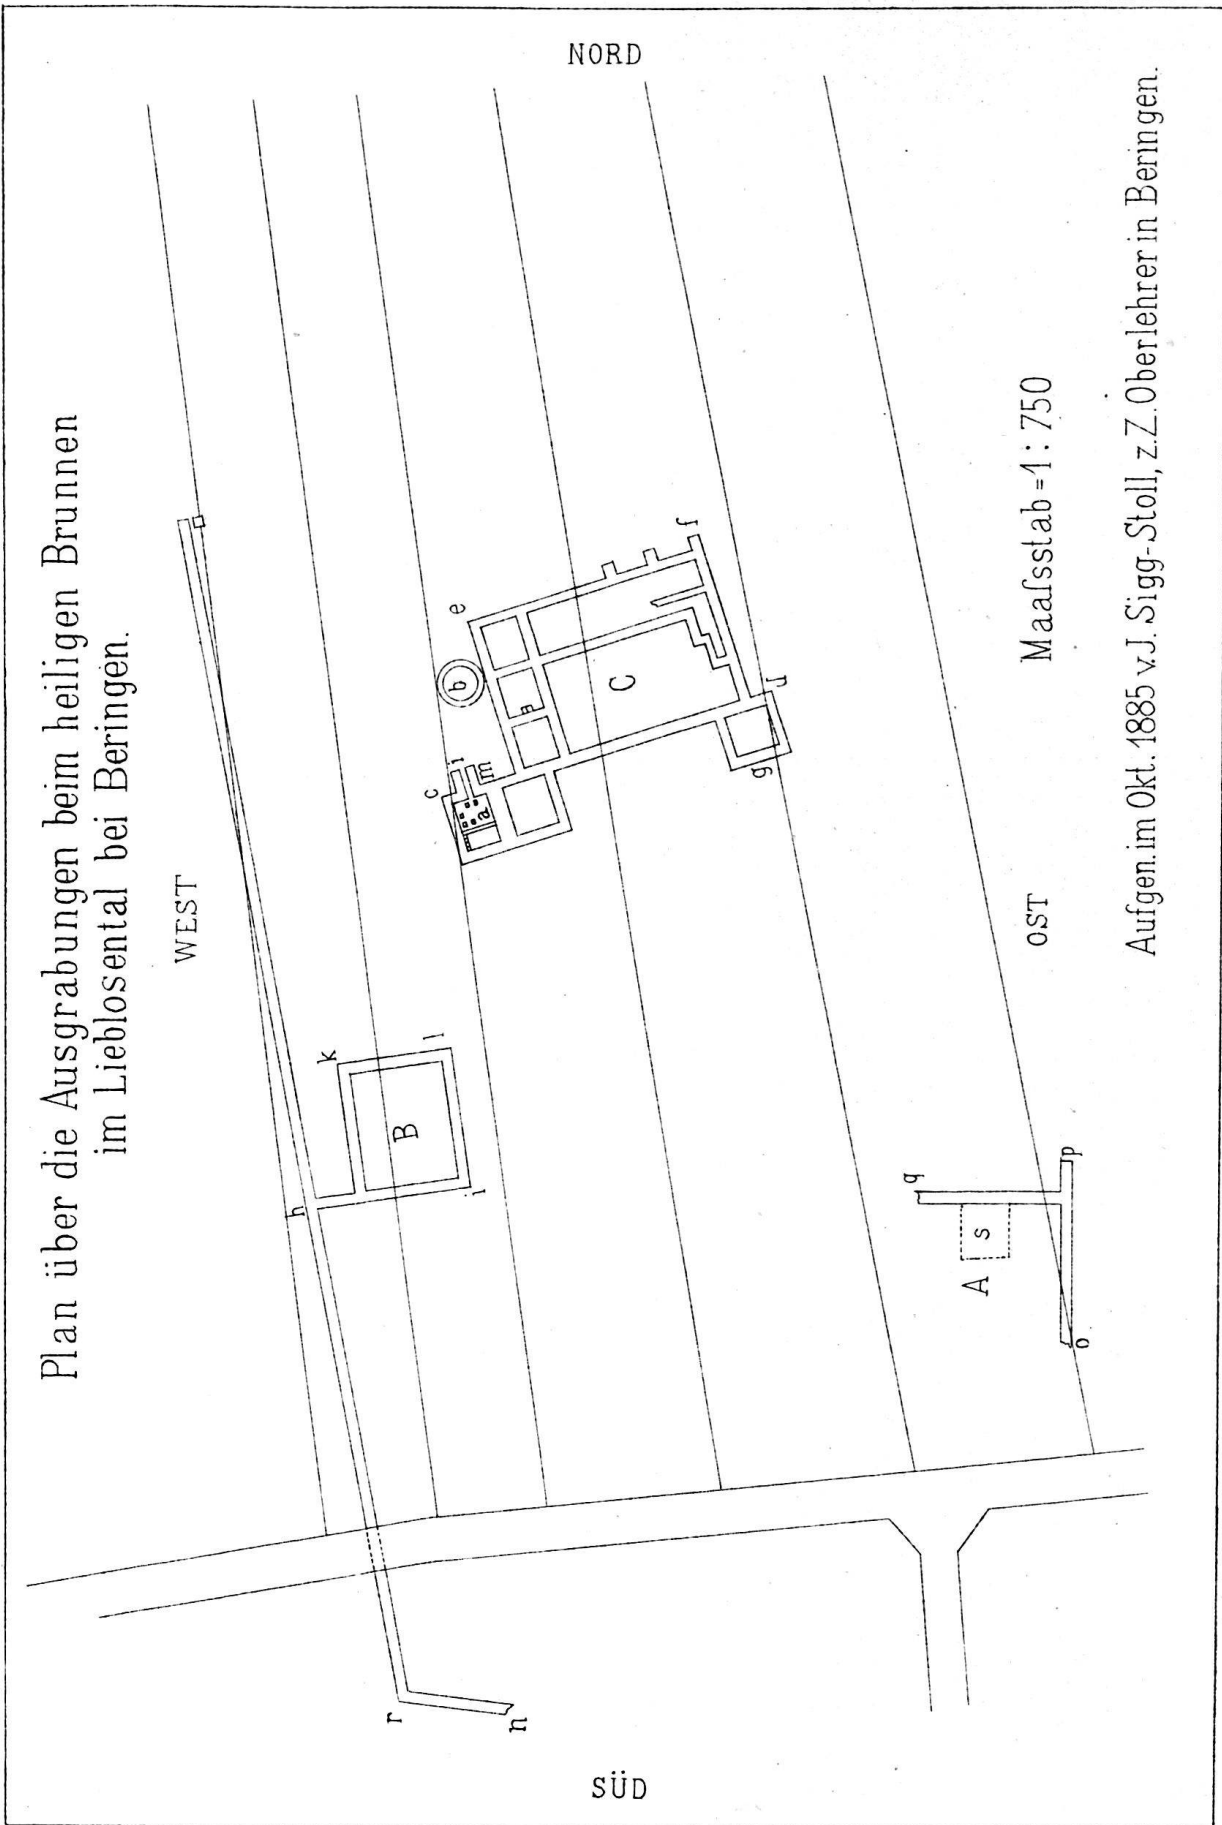 Plan über die Ausgrabungen beim heiligen Brunnen
im Lieblosental bei Beringen.
NORD
WEST
e
b
f
C
c
i
m
a
a
d
g
k
l
B
h
i
q
s
A
p
o
r
n
OST
SÜD
Maaſsstab = 1 : 750
Aufgen. im Okt. 1885 v. J. Sigg-Stoll, z. Z. Oberlehrer in Beringen.